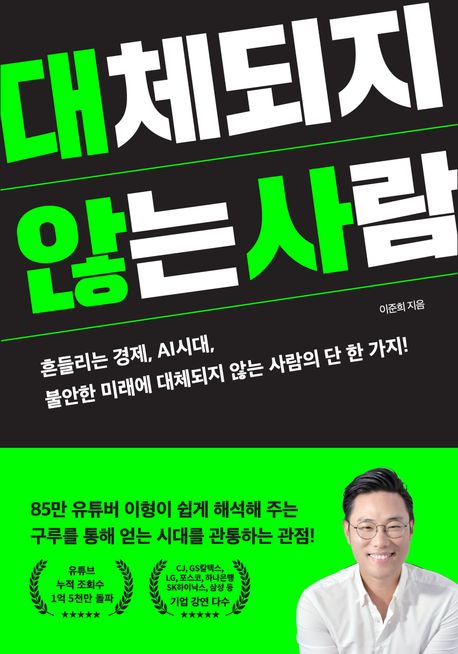 대체되지
않는 사람
이준희 지음
흔들리는 경제, AI시대,
불안한 미래에 대체되지 않는 사람의 단 한 가지!
85만 유튜버 이형이 쉽게 해석해 주는
구루를 통해 얻는 시대를 관통하는 관점!
유튜브
누적 조회수
1억 5천만 돌파
CJ, GS칼텍스,
LG, 포스코, 하나은행
SK하이닉스, 삼성 등
기업 강연 다수